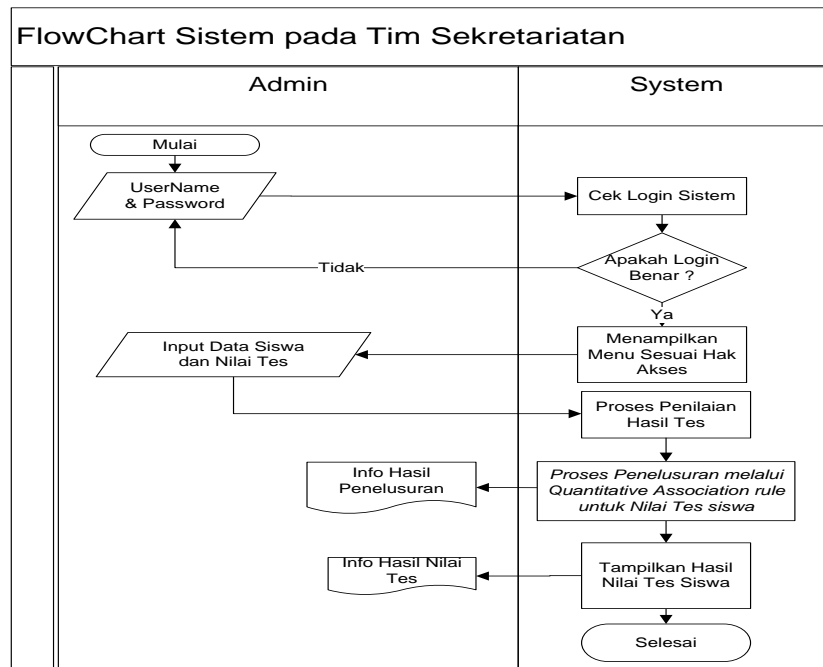 FlowChart Sistem pada Tim Sekretariatan
Admin
System
Mulai
UserName
& Password
Cek Login Sistem
Apakah Login
Benar ?
Tidak
Ya
Menampilkan
Menu Sesuai Hak
Akses
Input Data Siswa
dan Nilai Tes
Proses Penilaian
Hasil Tes
Proses Penelusuran melalui
Quantitative Association rule
untuk Nilai Tes siswa
Info Hasil
Penelusuran
Tampilkan Hasil
Nilai Tes Siswa
Info Hasil Nilai
Tes
Selesai